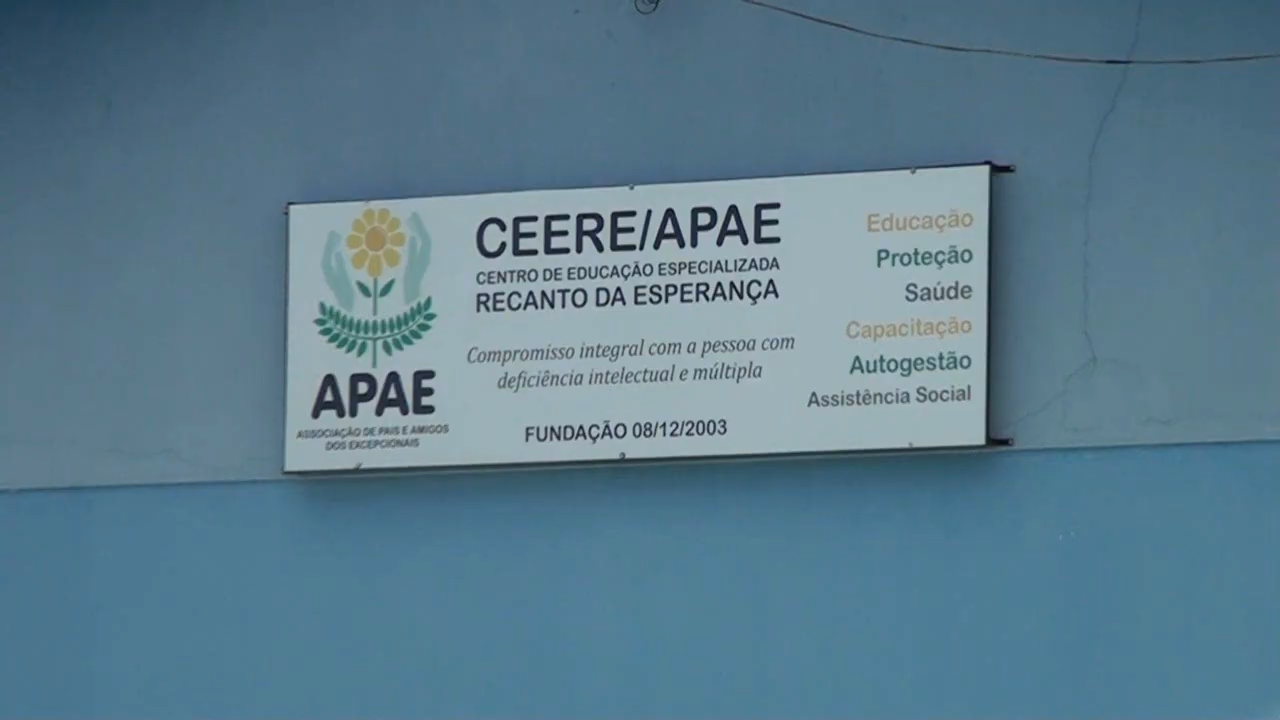 APAE
ASSOCIAÇÃO DE PAIS E AMIGOS
DOS EXCEPCIONAIS
CEERE/APAE
CENTRO DE EDUCAÇÃO ESPECIALIZADA
RECANTO DA ESPERANÇA
Compromisso integral com a pessoa com
deficiência intelectual e múltipla
FUNDAÇÃO 08/12/2003
Educação
Proteção
Saúde
Capacitação
Autogestão
Assistência Social